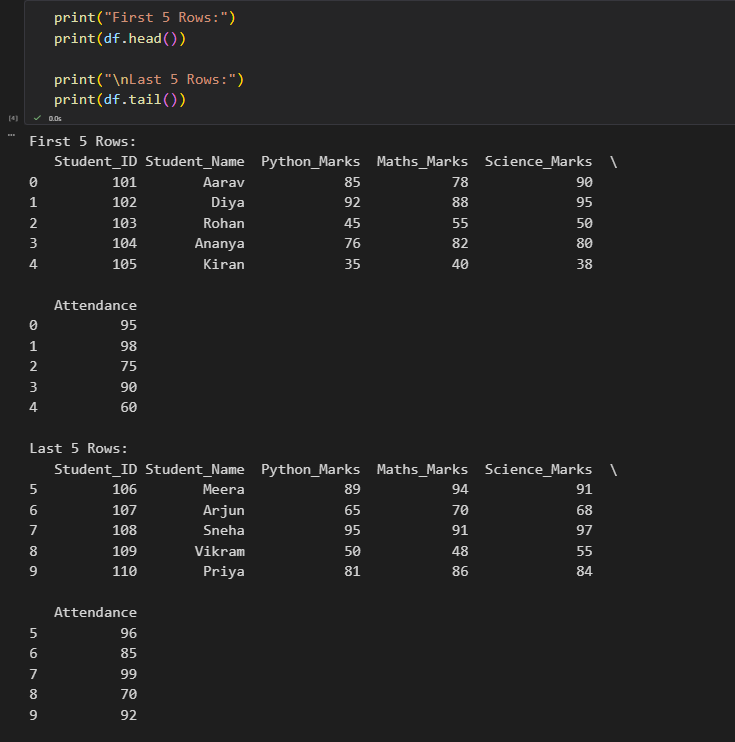 print("First 5 Rows:")
print(df.head())
print("\nLast 5 Rows:")
print(df.tail())
[4] ✓ 0.0s
... First 5 Rows:
   Student_ID Student_Name  Python_Marks  Maths_Marks  Science_Marks  \
0         101        Aarav            85           78             90
1         102         Diya            92           88             95
2         103        Rohan            45           55             50
3         104       Ananya            76           82             80
4         105        Kiran            35           40             38
   Attendance
0          95
1          98
2          75
3          90
4          60
Last 5 Rows:
   Student_ID Student_Name  Python_Marks  Maths_Marks  Science_Marks  \
5         106        Meera            89           94             91
6         107        Arjun            65           70             68
7         108        Sneha            95           91             97
8         109       Vikram            50           48             55
9         110        Priya            81           86             84
   Attendance
5          96
6          85
7          99
8          70
9          92